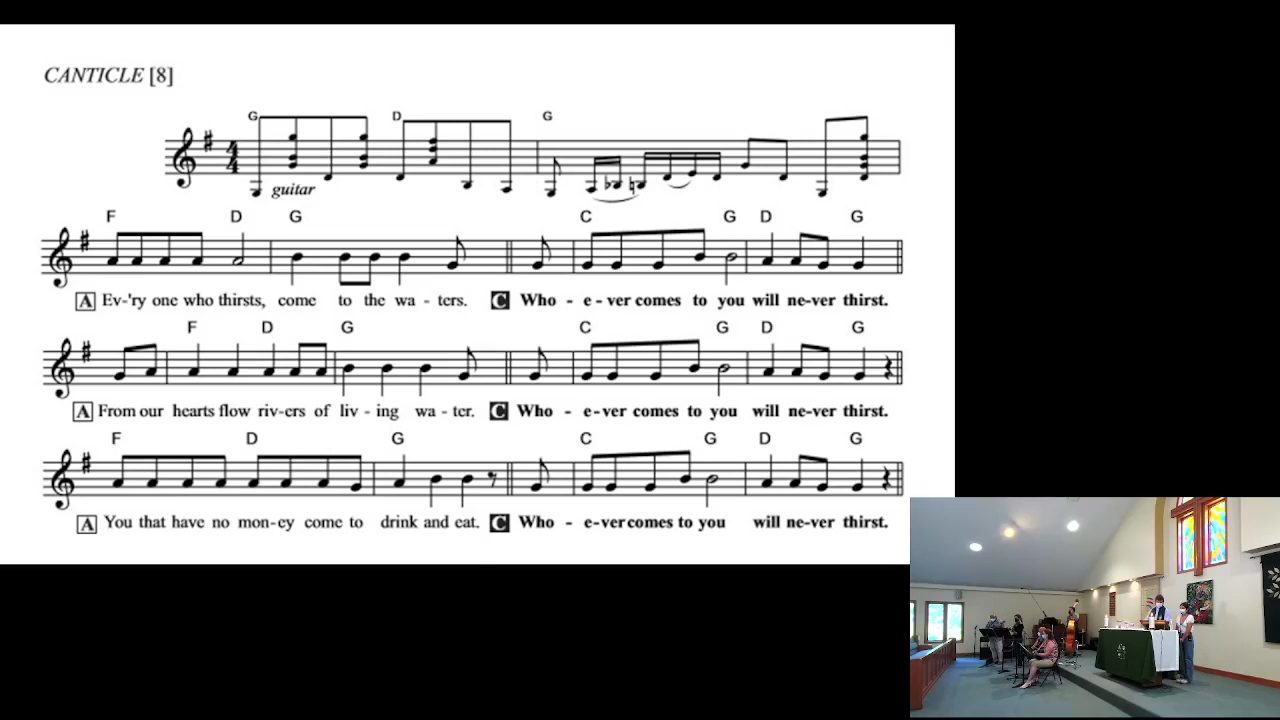 CANTICLE [8]
G D G
4
4
guitar
F D G C G D G
A Ev-'ry one who thirsts, come to the wa - ters. C Who - e - ver comes to you will ne-ver thirst.
F D G C G D G
A From our hearts flow riv-ers of liv - ing wa - ter. C Who - e-ver comes to you will ne-ver thirst.
F D G C G D G
A You that have no mon-ey come to drink and eat. C Who - e-ver comes to you will ne-ver thirst.